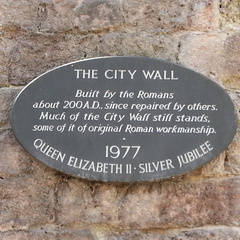 THE CITY WALL
Built by the Romans
about 200 A.D., since repaired by others.
Much of the City Wall still stands,
some of it of original Roman workmanship.
1977
QUEEN ELIZABETH II · SILVER JUBILEE